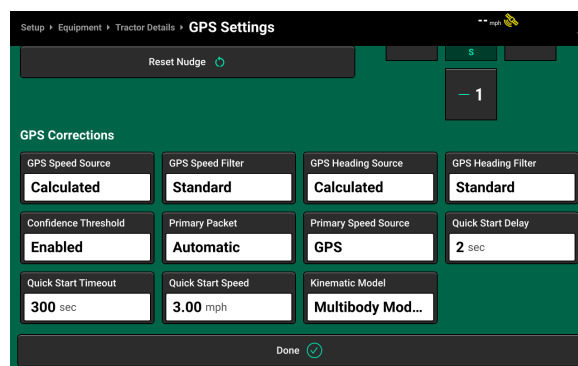 Setup › Equipment › Tractor Details › GPS Settings
-- mph
Reset Nudge
S
− 1
GPS Corrections
GPS Speed Source
Calculated
GPS Speed Filter
Standard
GPS Heading Source
Calculated
GPS Heading Filter
Standard
Confidence Threshold
Enabled
Primary Packet
Automatic
Primary Speed Source
GPS
Quick Start Delay
2 sec
Quick Start Timeout
300 sec
Quick Start Speed
3.00 mph
Kinematic Model
Multibody Mod...
Done